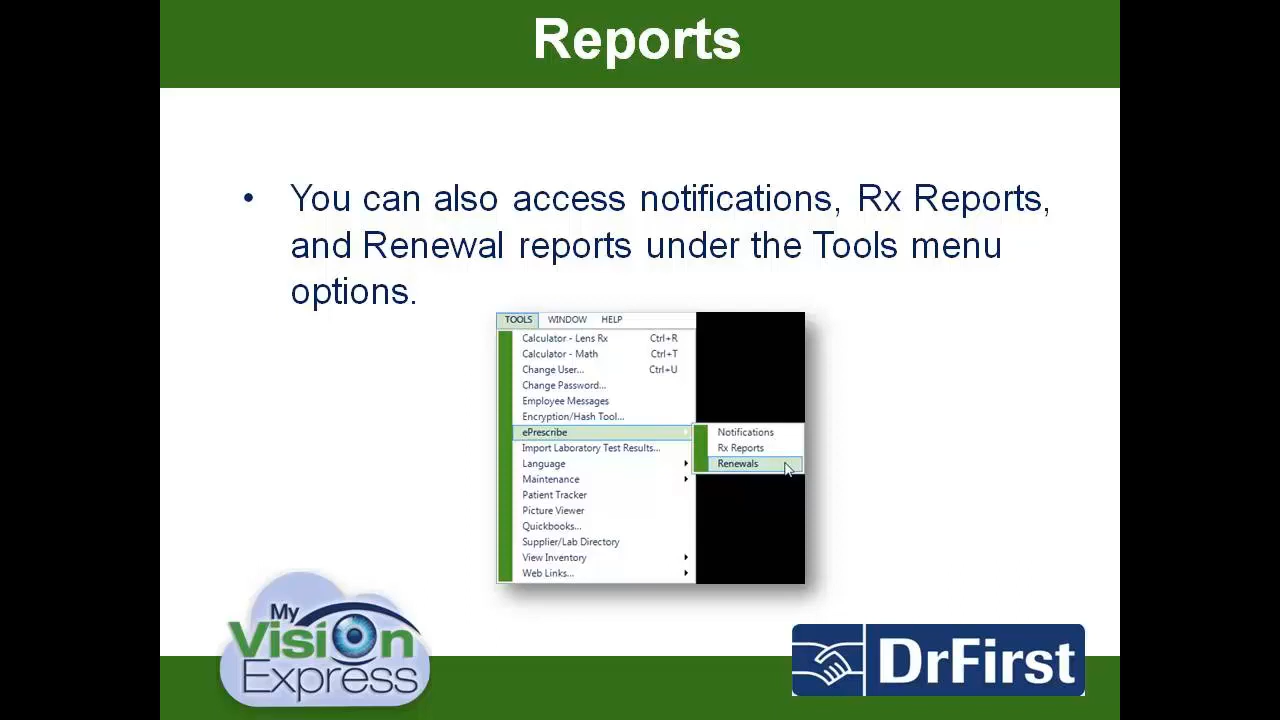 Reports
• You can also access notifications, Rx Reports,
and Renewal reports under the Tools menu
options.
TOOLS WINDOW HELP
Calculator - Lens Rx Ctrl+R
Calculator - Math Ctrl+T
Change User... Ctrl+U
Change Password...
Employee Messages
Encryption/Hash Tool...
ePrescribe
Notifications
Import Laboratory Test Results...
Rx Reports
Language
Renewals
Maintenance
Patient Tracker
Picture Viewer
Quickbooks...
Supplier/Lab Directory
View Inventory
Web Links...
My
Vision
Express
DrFirst